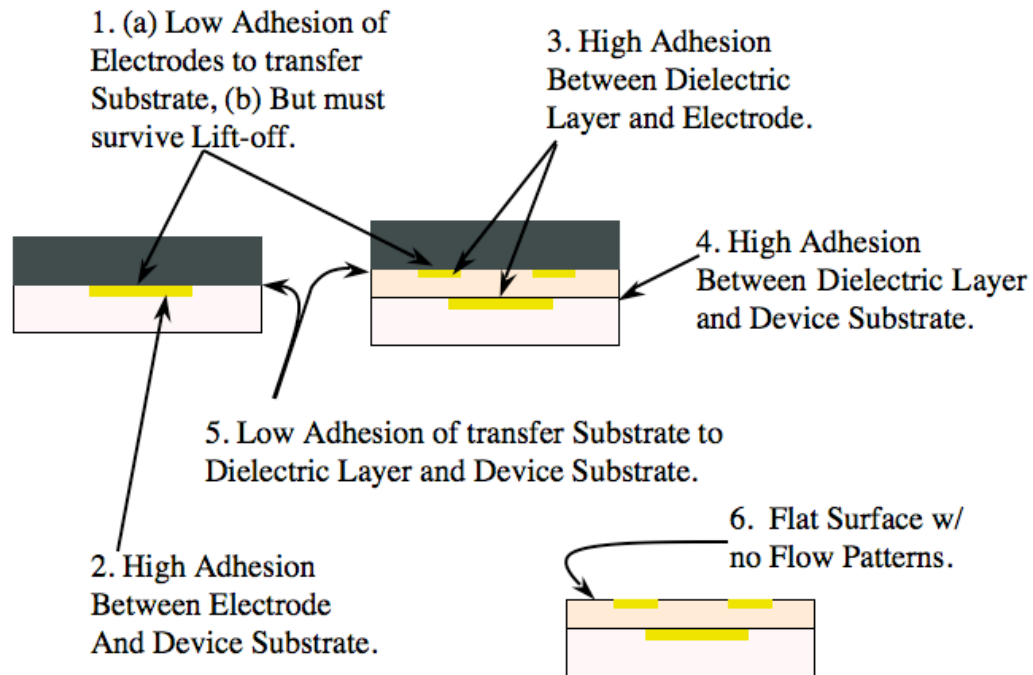 1. (a) Low Adhesion of
Electrodes to transfer
Substrate, (b) But must
survive Lift-off.
3. High Adhesion
Between Dielectric
Layer and Electrode.
4. High Adhesion
Between Dielectric Layer
and Device Substrate.
5. Low Adhesion of transfer Substrate to
Dielectric Layer and Device Substrate.
2. High Adhesion
Between Electrode
And Device Substrate.
6. Flat Surface w/
no Flow Patterns.